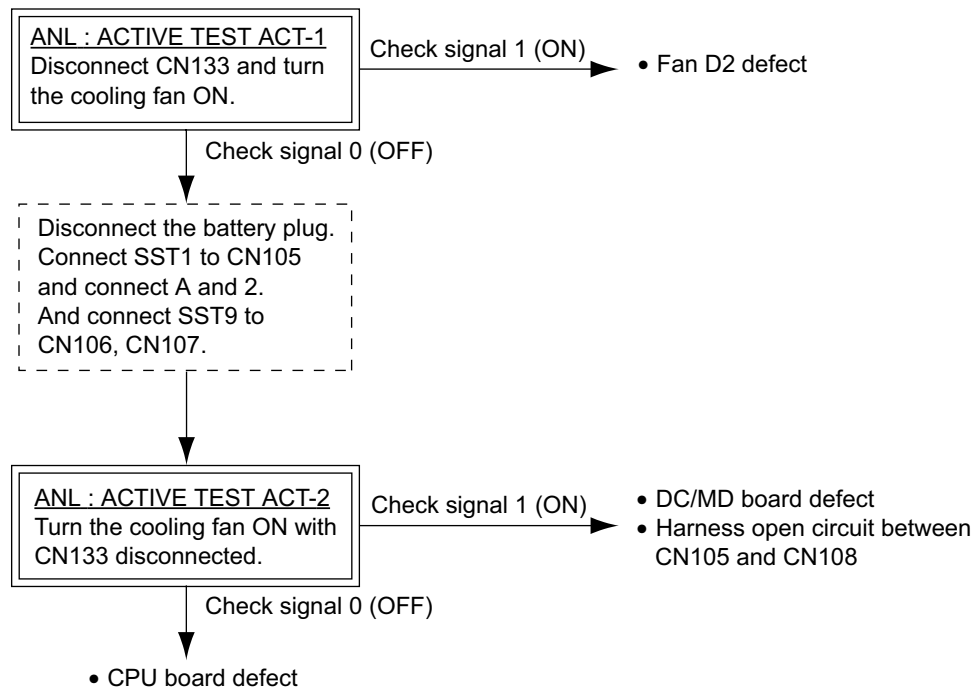 ANL : ACTIVE TEST ACT-1
Disconnect CN133 and turn
the cooling fan ON.
Check signal 1 (ON)
• Fan D2 defect
Check signal 0 (OFF)
Disconnect the battery plug.
Connect SST1 to CN105
and connect A and 2.
And connect SST9 to
CN106, CN107.
ANL : ACTIVE TEST ACT-2
Turn the cooling fan ON with
CN133 disconnected.
Check signal 1 (ON)
• DC/MD board defect
• Harness open circuit between
CN105 and CN108
Check signal 0 (OFF)
• CPU board defect